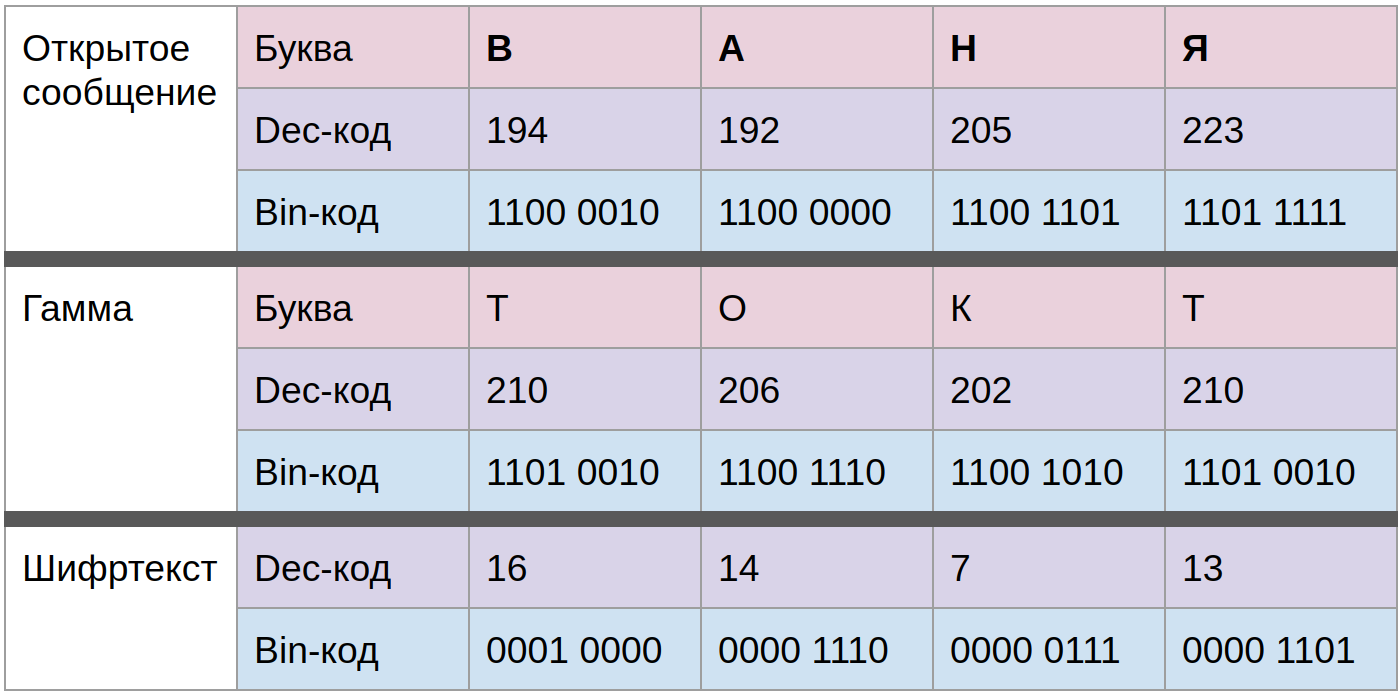 Открытое сообщение Буква В А Н Я
Dec-код 194 192 205 223
Bin-код 1100 0010 1100 0000 1100 1101 1101 1111
Гамма Буква Т О К Т
Dec-код 210 206 202 210
Bin-код 1101 0010 1100 1110 1100 1010 1101 0010
Шифртекст Dec-код 16 14 7 13
Bin-код 0001 0000 0000 1110 0000 0111 0000 1101